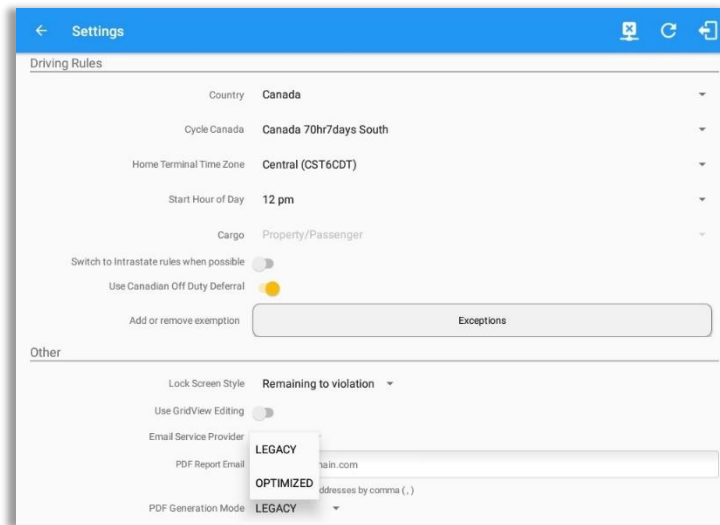 Settings
Driving Rules
Country Canada
Cycle Canada Canada 70hr7days South
Home Terminal Time Zone Central (CST6CDT)
Start Hour of Day 12 pm
Cargo Property/Passenger
Switch to Intrastate rules when possible
Use Canadian Off Duty Deferral
Add or remove exemption Exceptions
Other
Lock Screen Style Remaining to violation
Use GridView Editing
Email Service Provider
LEGACY
PDF Report Email main.com
OPTIMIZED
addresses by comma ( , )
PDF Generation Mode LEGACY